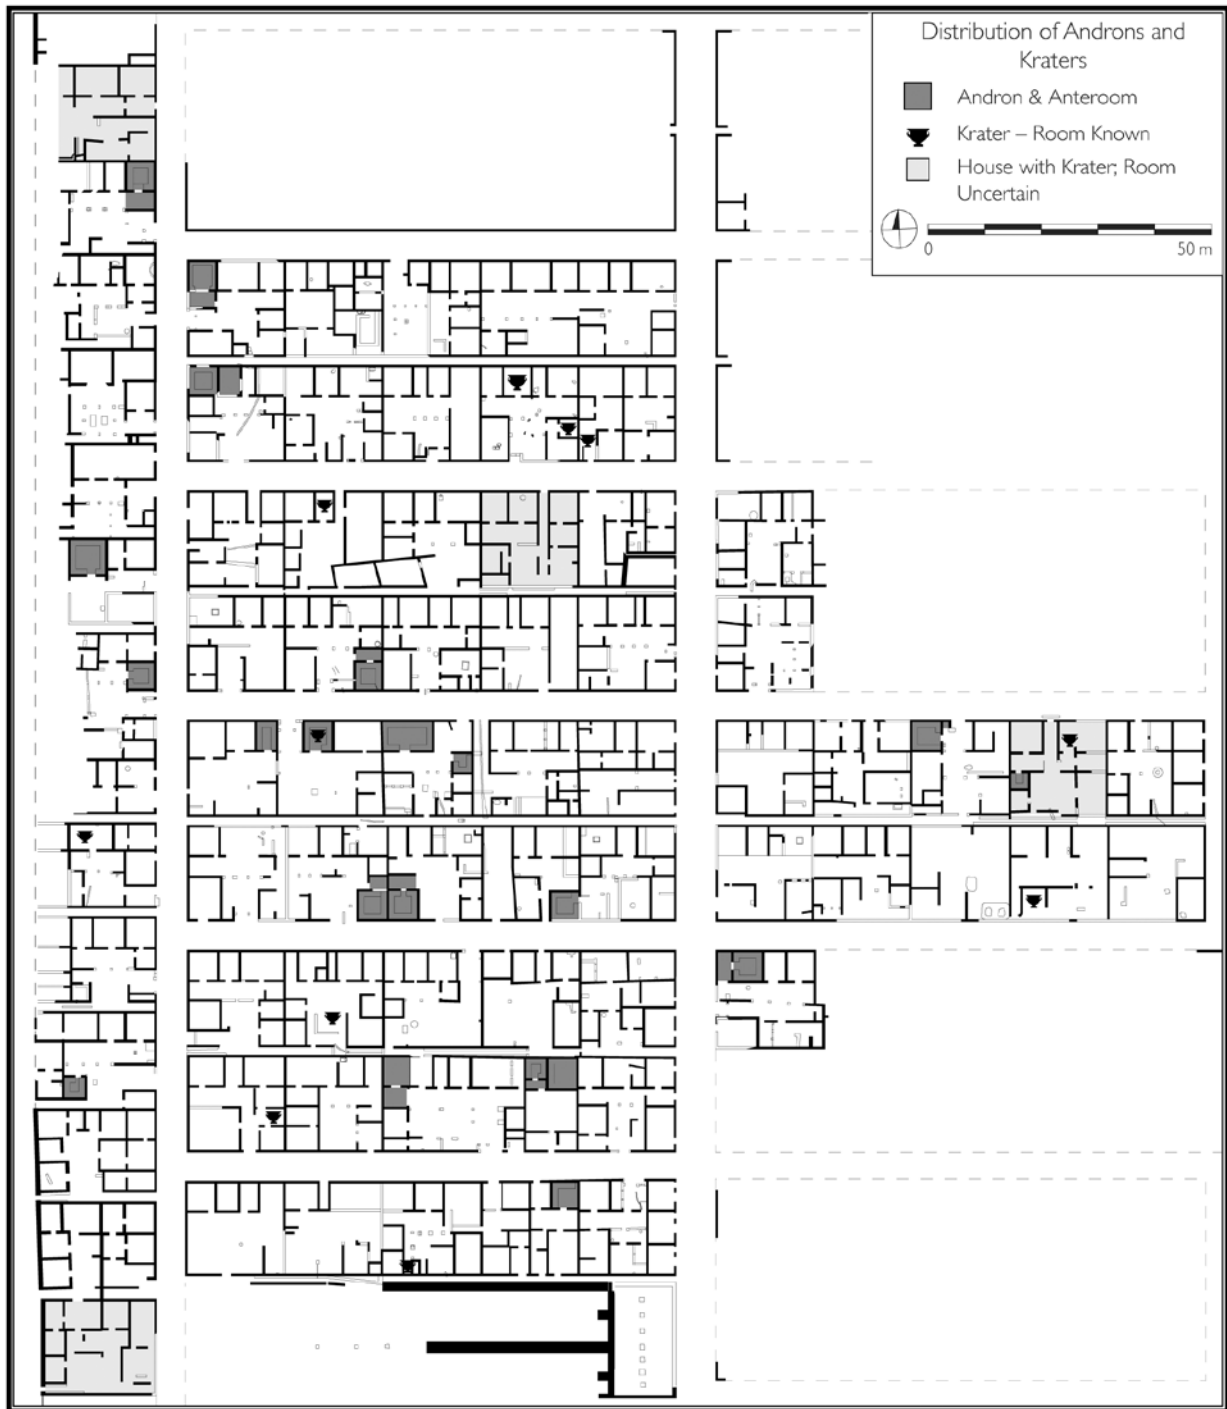 Distribution of Androns and
Kraters
Andron & Anteroom
Krater – Room Known
House with Krater; Room
Uncertain
0
50 m